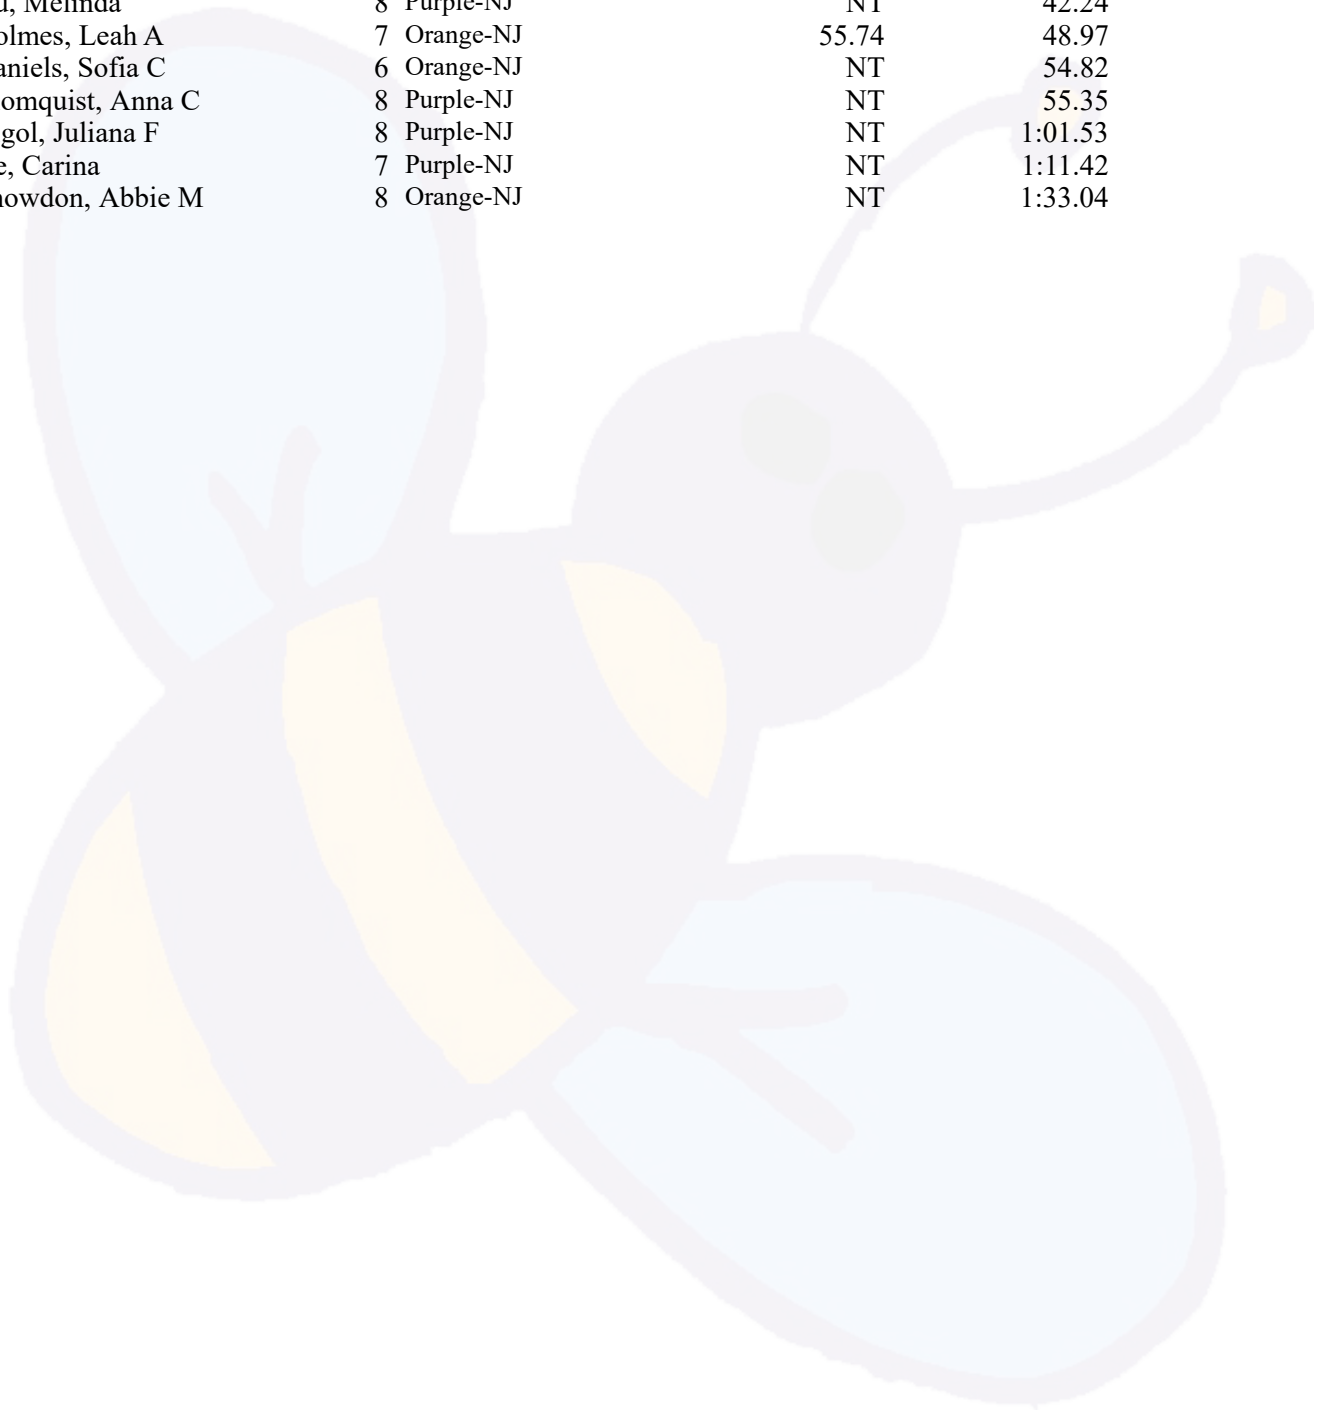 Melinda 8 Purple-NJ NT 42.24
olmes, Leah A 7 Orange-NJ 55.74 48.97
aniels, Sofia C 6 Orange-NJ NT 54.82
omquist, Anna C 8 Purple-NJ NT 55.35
gol, Juliana F 8 Purple-NJ NT 1:01.53
e, Carina 7 Purple-NJ NT 1:11.42
nowdon, Abbie M 8 Orange-NJ NT 1:33.04